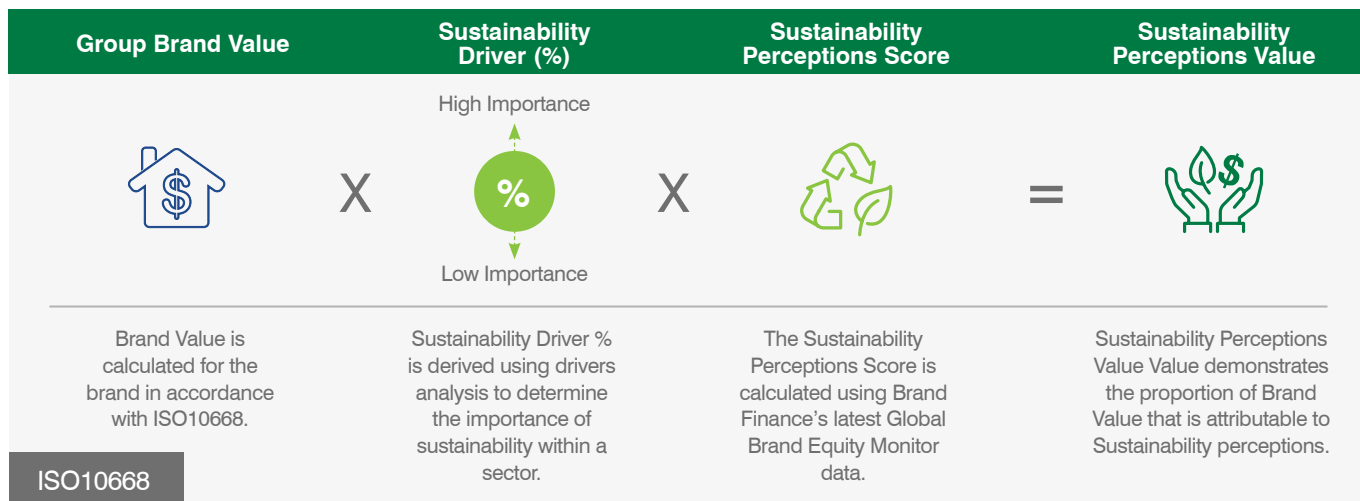 Group Brand Value
Sustainability
Driver (%)
Sustainability
Perceptions Score
Sustainability
Perceptions Value
High Importance
$
X
%
X
=
$
Low Importance
Brand Value is
calculated for the
brand in accordance
with ISO10668.
Sustainability Driver %
is derived using drivers
analysis to determine
the importance of
sustainability within a
sector.
The Sustainability
Perceptions Score is
calculated using Brand
Finance’s latest Global
Brand Equity Monitor
data.
Sustainability Perceptions
Value Value demonstrates
the proportion of Brand
Value that is attributable to
Sustainability perceptions.
ISO10668